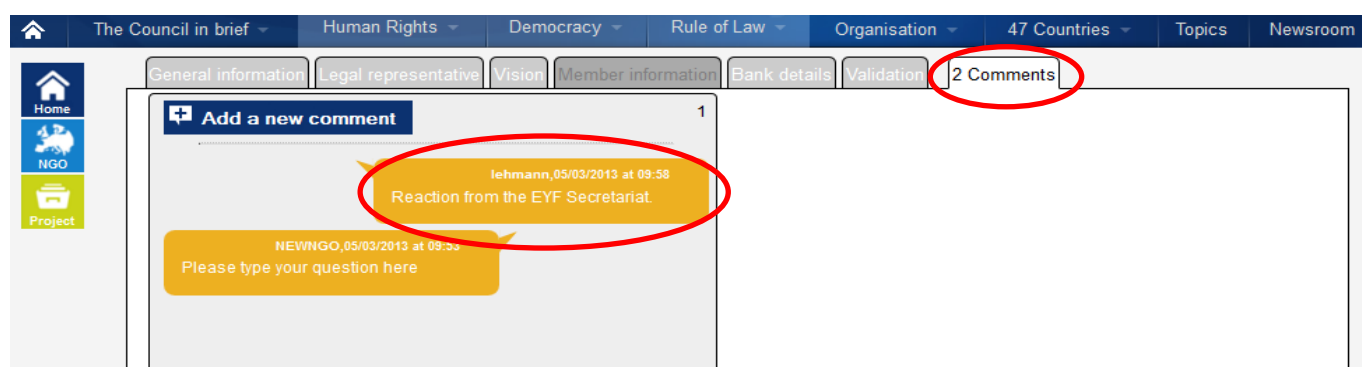 The Council in brief Human Rights Democracy Rule of Law Organisation 47 Countries Topics Newsroom
General information Legal representative Vision Member information Bank details Validation 2 Comments
Home
NGO
Project
Add a new comment 1
lehmann,05/03/2013 at 09:58
Reaction from the EYF Secretariat.
NEWNGO,05/03/2013 at 09:53
Please type your question here